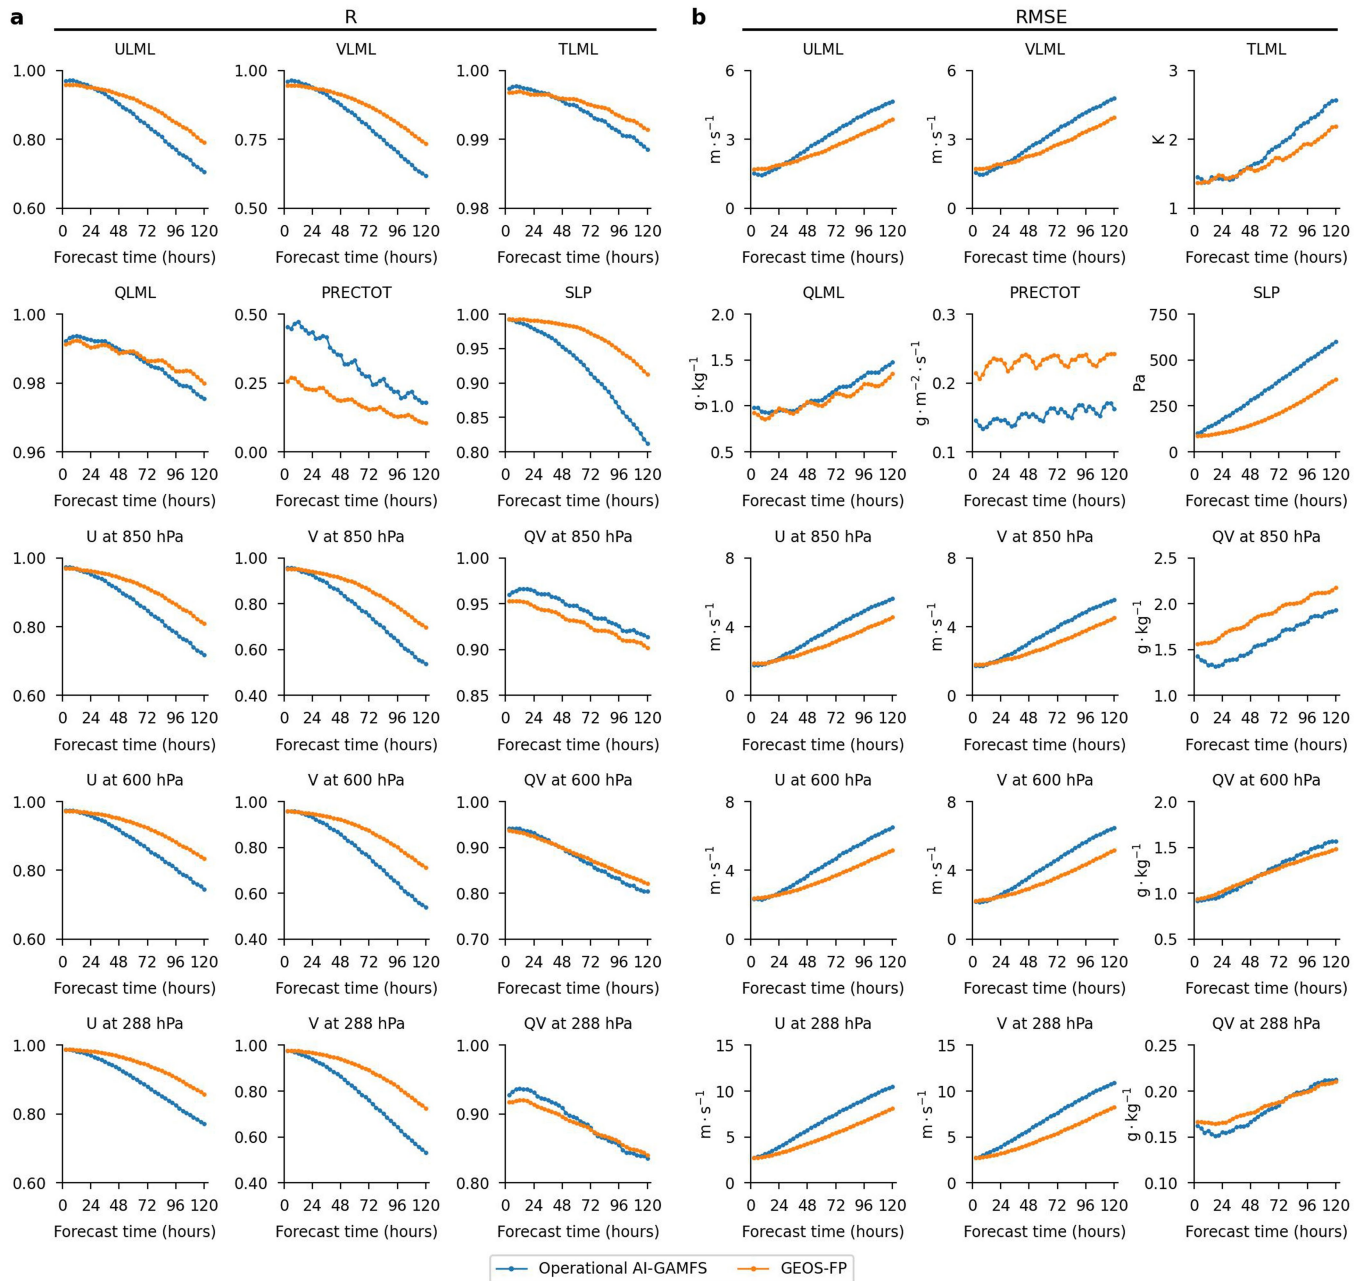 a R b RMSE
ULML VLML TLML ULML VLML TLML
1.00 1.00 1.00 6 6 3
0.80 0.75 0.99 m·s⁻¹ 3 m·s⁻¹ 3 K 2
0.60 0.50 0.98 0 0 1
0 24 48 72 96 120 0 24 48 72 96 120 0 24 48 72 96 120 0 24 48 72 96 120 0 24 48 72 96 120 0 24 48 72 96 120
Forecast time (hours) Forecast time (hours) Forecast time (hours) Forecast time (hours) Forecast time (hours) Forecast time (hours)
QLML PRECTOT SLP QLML PRECTOT SLP
1.00 0.50 1.00 2.0 0.3 750
0.95 1.5 500
0.98 0.25 0.90 g·kg⁻¹ g·m⁻²·s⁻¹ 0.2 Pa
0.85 1.0 250
0.96 0.00 0.80 0.5 0.1 0
0 24 48 72 96 120 0 24 48 72 96 120 0 24 48 72 96 120 0 24 48 72 96 120 0 24 48 72 96 120 0 24 48 72 96 120
Forecast time (hours) Forecast time (hours) Forecast time (hours) Forecast time (hours) Forecast time (hours) Forecast time (hours)
U at 850 hPa V at 850 hPa QV at 850 hPa U at 850 hPa V at 850 hPa QV at 850 hPa
1.00 1.00 1.00 8 8 2.5
0.80 0.95 2.0
0.80 m·s⁻¹ 4 m·s⁻¹ 4 g·kg⁻¹
0.60 0.90 1.5
0.60 0.40 0.85 0 0 1.0
0 24 48 72 96 120 0 24 48 72 96 120 0 24 48 72 96 120 0 24 48 72 96 120 0 24 48 72 96 120 0 24 48 72 96 120
Forecast time (hours) Forecast time (hours) Forecast time (hours) Forecast time (hours) Forecast time (hours) Forecast time (hours)
U at 600 hPa V at 600 hPa QV at 600 hPa U at 600 hPa V at 600 hPa QV at 600 hPa
1.00 1.00 1.00 8 8 2.0
0.80 0.90 1.5
0.80 m·s⁻¹ 4 m·s⁻¹ 4 g·kg⁻¹
0.60 0.80 1.0
0.60 0.40 0.70 0 0 0.5
0 24 48 72 96 120 0 24 48 72 96 120 0 24 48 72 96 120 0 24 48 72 96 120 0 24 48 72 96 120 0 24 48 72 96 120
Forecast time (hours) Forecast time (hours) Forecast time (hours) Forecast time (hours) Forecast time (hours) Forecast time (hours)
U at 288 hPa V at 288 hPa QV at 288 hPa U at 288 hPa V at 288 hPa QV at 288 hPa
1.00 1.00 1.00 15 15 0.25
0.80 10 10 0.20
0.80 0.90 m·s⁻¹ m·s⁻¹ g·kg⁻¹
0.60 5 5 0.15
0.60 0.40 0.80 0 0 0.10
0 24 48 72 96 120 0 24 48 72 96 120 0 24 48 72 96 120 0 24 48 72 96 120 0 24 48 72 96 120 0 24 48 72 96 120
Forecast time (hours) Forecast time (hours) Forecast time (hours) Forecast time (hours) Forecast time (hours) Forecast time (hours)
Operational AI-GAMFS GEOS-FP